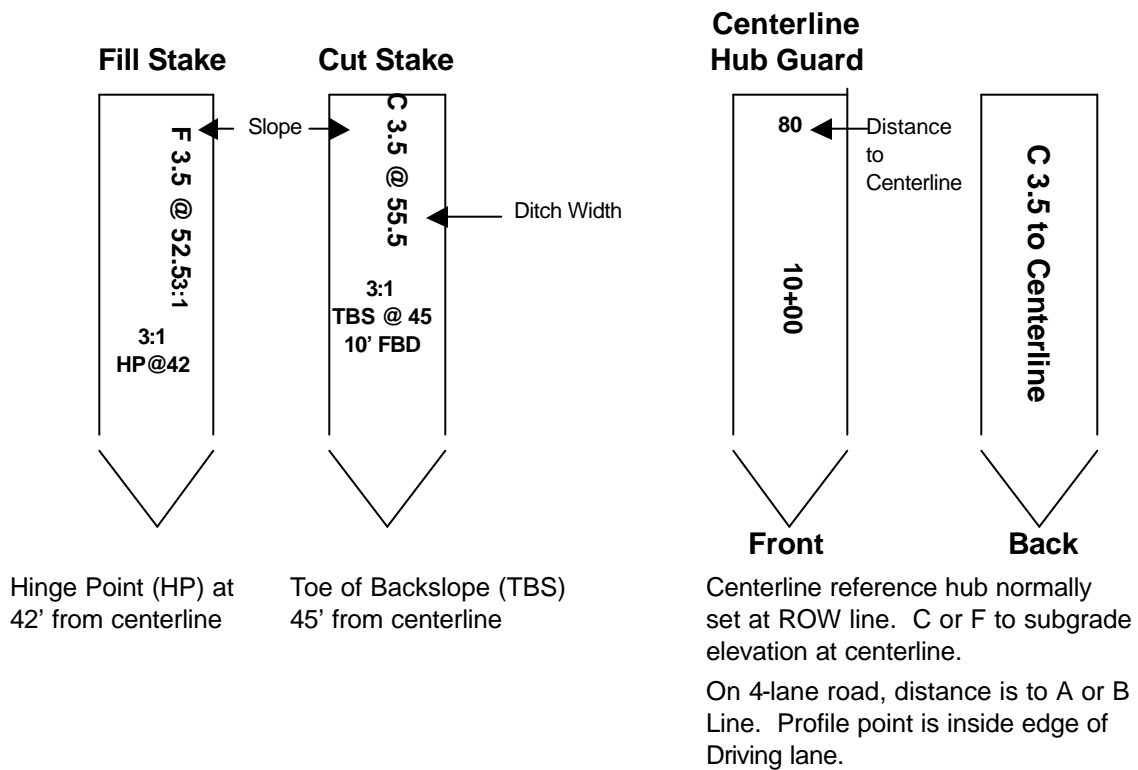 Fill Stake
F 3.5 @ 52.53:1
3:1
HP@42
Slope
Cut Stake
C 3.5 @ 55.5
3:1
TBS @ 45
10’ FBD
Ditch Width
Centerline
Hub Guard
80
Distance
to
Centerline
10+00
C 3.5 to Centerline
Front
Back
Hinge Point (HP) at
42’ from centerline
Toe of Backslope (TBS)
45’ from centerline
Centerline reference hub normally
set at ROW line. C or F to subgrade
elevation at centerline.
On 4-lane road, distance is to A or B
Line. Profile point is inside edge of
Driving lane.